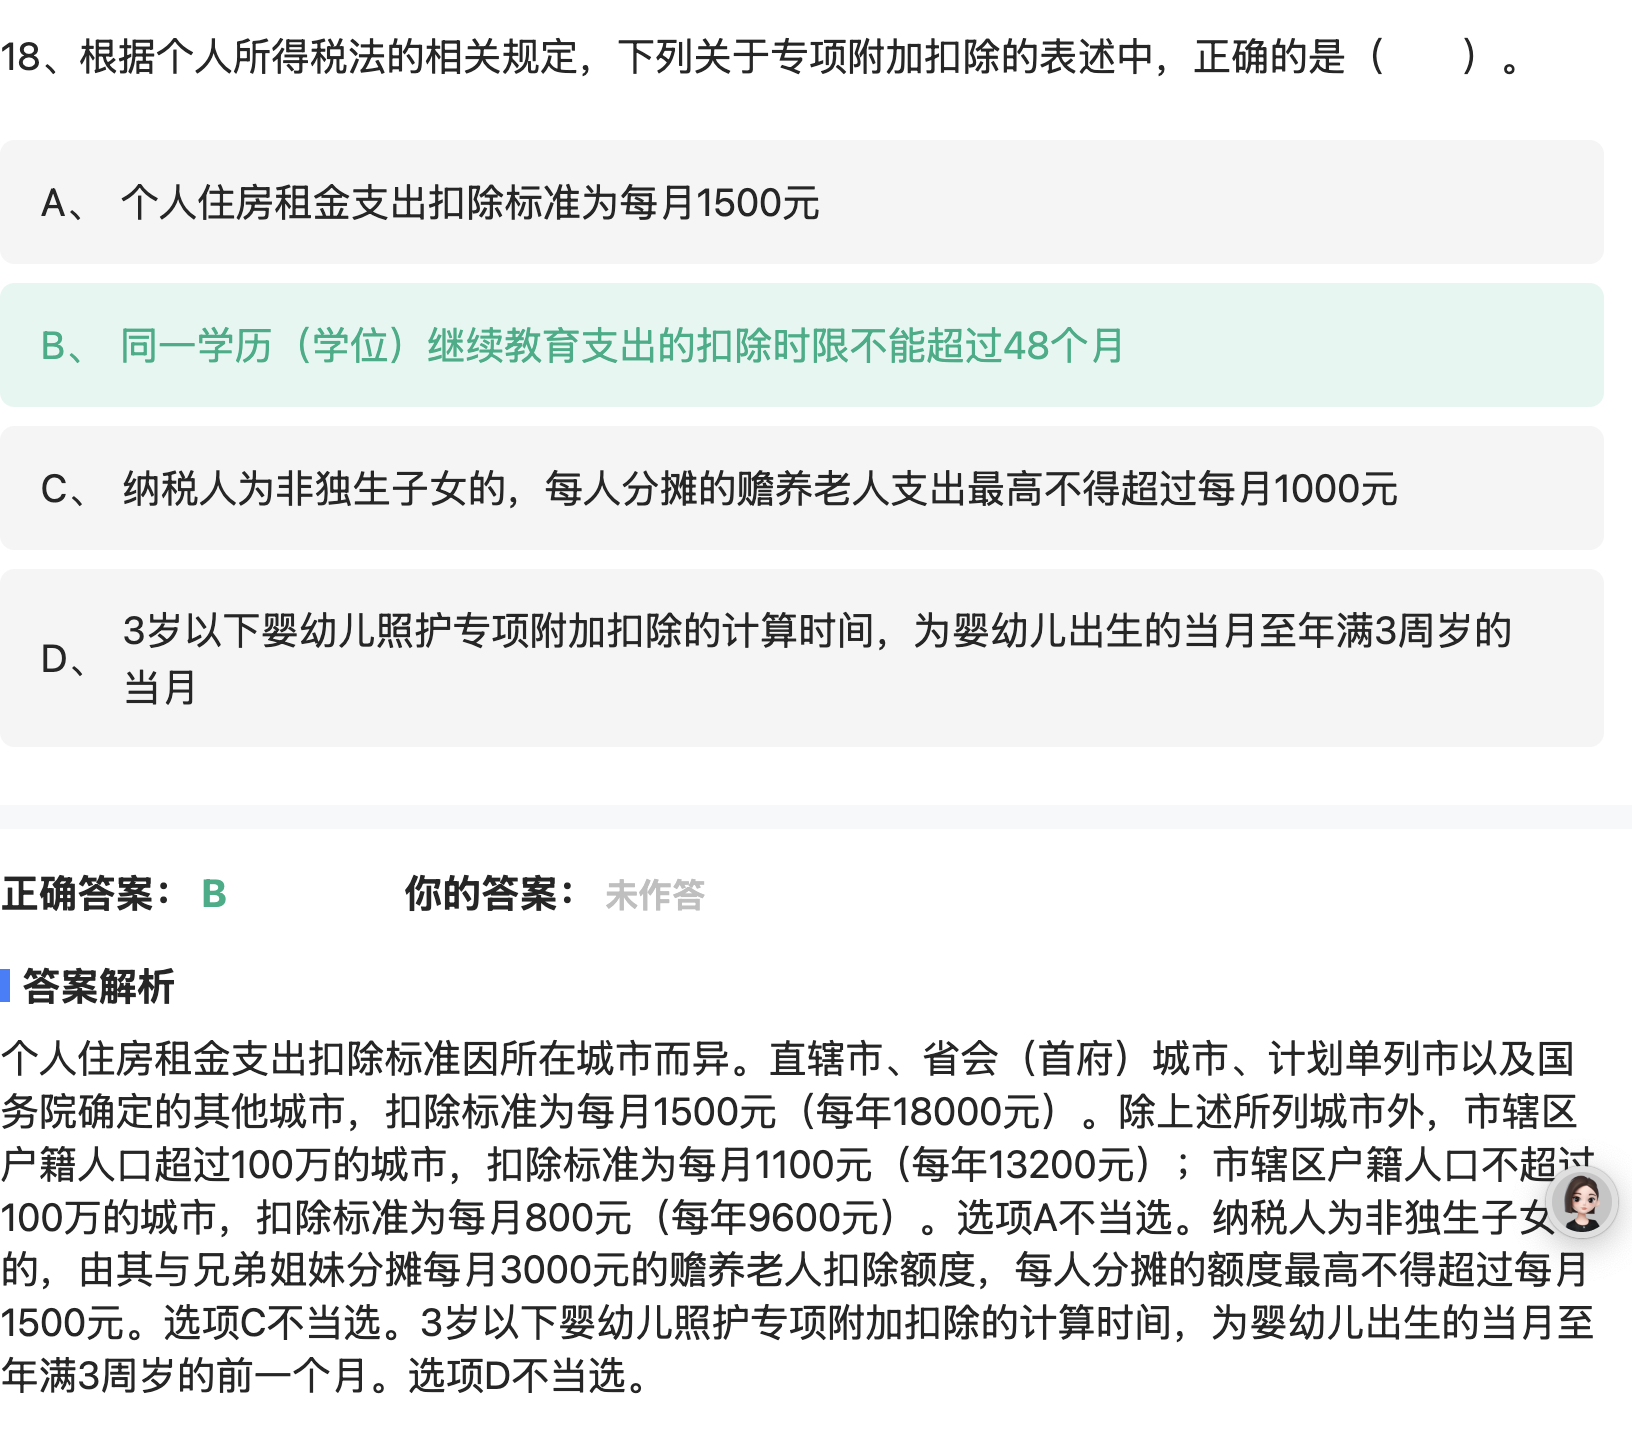 18、根据个人所得税法的相关规定，下列关于专项附加扣除的表述中，正确的是（　　）。
A、 个人住房租金支出扣除标准为每月1500元
B、 同一学历（学位）继续教育支出的扣除时限不能超过48个月
C、 纳税人为非独生子女的，每人分摊的赡养老人支出最高不得超过每月1000元
D、 3岁以下婴幼儿照护专项附加扣除的计算时间，为婴幼儿出生的当月至年满3周岁的
当月
正确答案： B 你的答案： 未作答
答案解析
个人住房租金支出扣除标准因所在城市而异。直辖市、省会（首府）城市、计划单列市以及国
务院确定的其他城市，扣除标准为每月1500元（每年18000元）。除上述所列城市外，市辖区
户籍人口超过100万的城市，扣除标准为每月1100元（每年13200元）；市辖区户籍人口不超过
100万的城市，扣除标准为每月800元（每年9600元）。选项A不当选。纳税人为非独生子女
的，由其与兄弟姐妹分摊每月3000元的赡养老人扣除额度，每人分摊的额度最高不得超过每月
1500元。选项C不当选。3岁以下婴幼儿照护专项附加扣除的计算时间，为婴幼儿出生的当月至
年满3周岁的前一个月。选项D不当选。